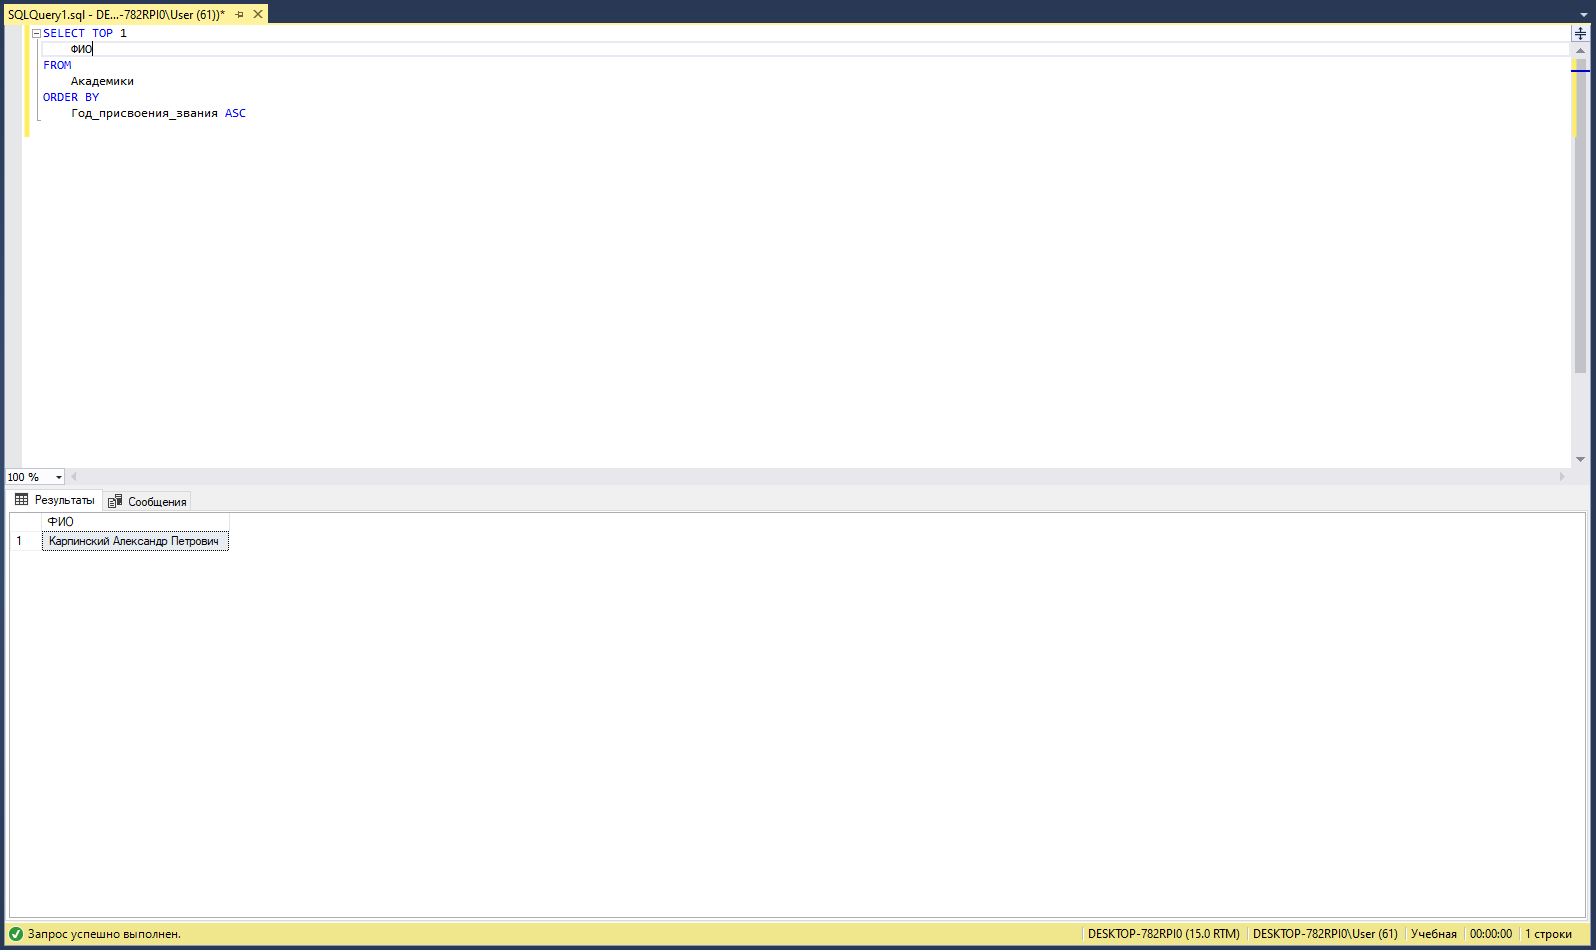 SQLQuery1.sql - DE...-782RPI0\User (61))*
SELECT TOP 1
ФИО
FROM
Академики
ORDER BY
Год_присвоения_звания ASC
100 %
Результаты Сообщения
ФИО
1 Карпинский Александр Петрович
Запрос успешно выполнен. DESKTOP-782RPI0 (15.0 RTM) DESKTOP-782RPI0\User (61) Учебная 00:00:00 1 строки